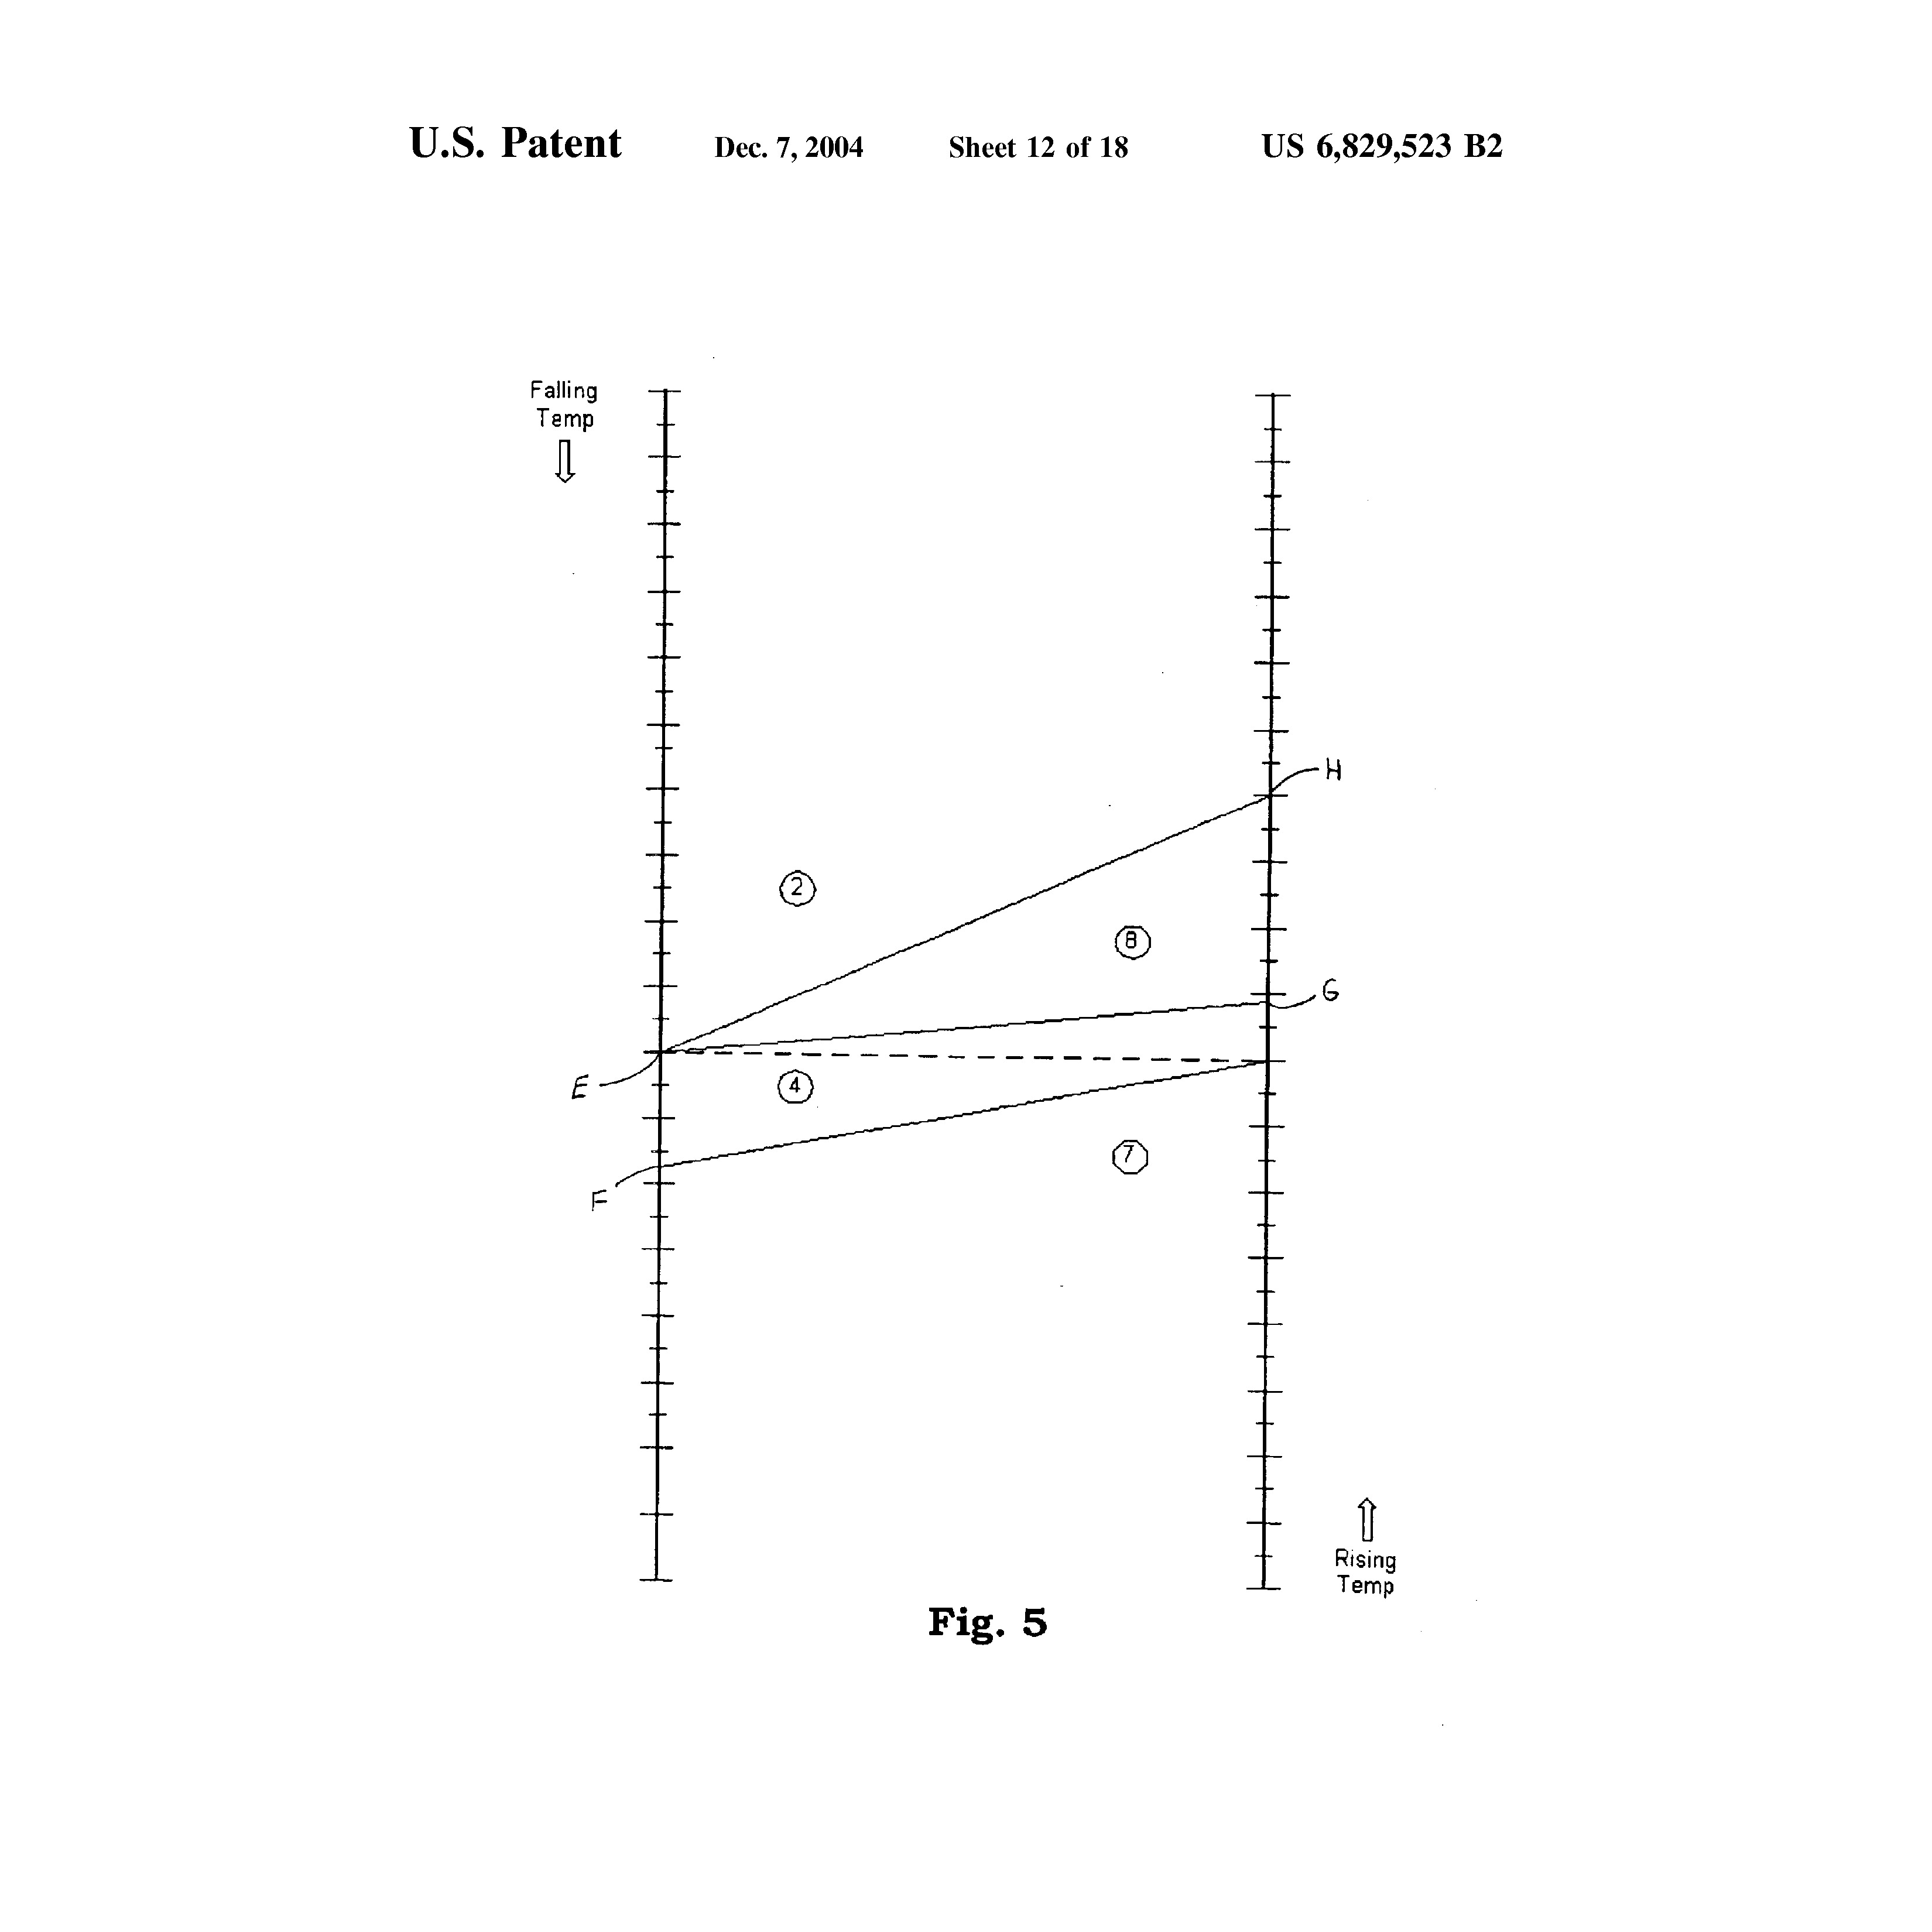 U.S. Patent Dec. 7, 2004 Sheet 12 of 18 US 6,829,523 B2
Falling
Temp
H
2
8
G
E
4
7
F
Rising
Temp
Fig. 5